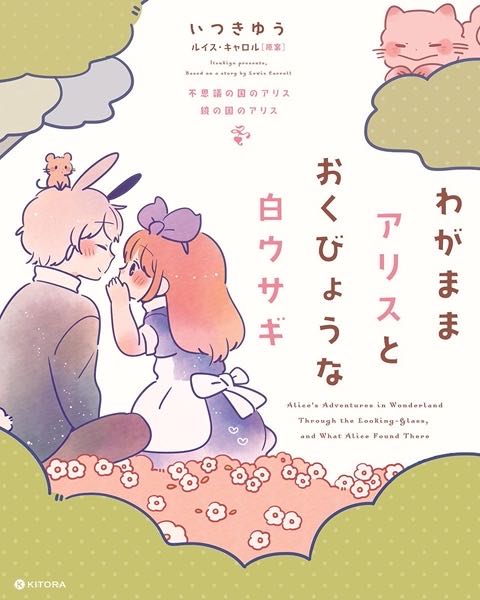 いつきゆう
ルイス・キャロル［原案］
Itsukiyu presents,
Based on a story by Lewis Carroll
不思議の国のアリス
鏡の国のアリス
わがまま
アリスと
おくびょうな
白ウサギ
Alice's Adventures in Wonderland
Through the Looking-Glass,
and What Alice Found There
KITORA